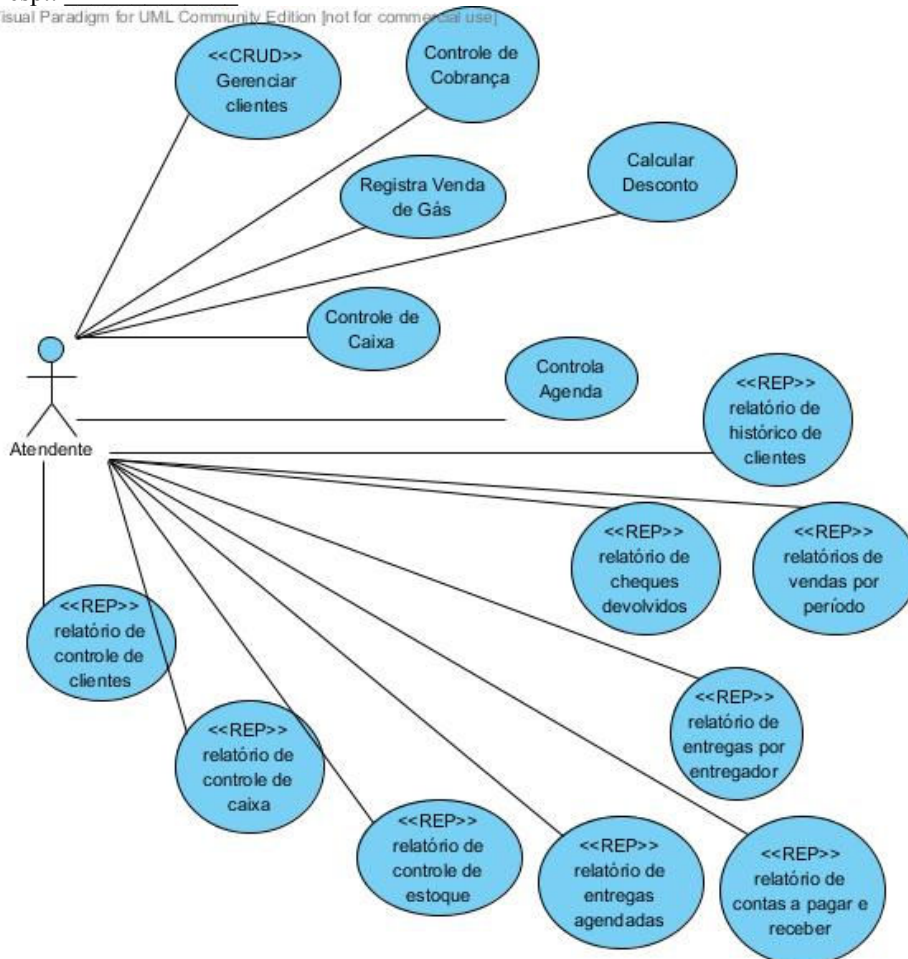 Visual Paradigm for UML Community Edition [not for commercial use]
<<CRUD>>
Gerenciar
clientes
Controle de
Cobrança
Registra Venda
de Gás
Calcular
Desconto
Controle de
Caixa
Controla
Agenda
Atendente
<<REP>>
relatório de
histórico de
clientes
<<REP>>
relatório de
cheques
devolvidos
<<REP>>
relatórios de
vendas por
período
<<REP>>
relatório de
controle de
clientes
<<REP>>
relatório de
entregas por
entregador
<<REP>>
relatório de
controle de
caixa
<<REP>>
relatório de
controle de
estoque
<<REP>>
relatório de
entregas
agendadas
<<REP>>
relatório de
contas a pagar e
receber